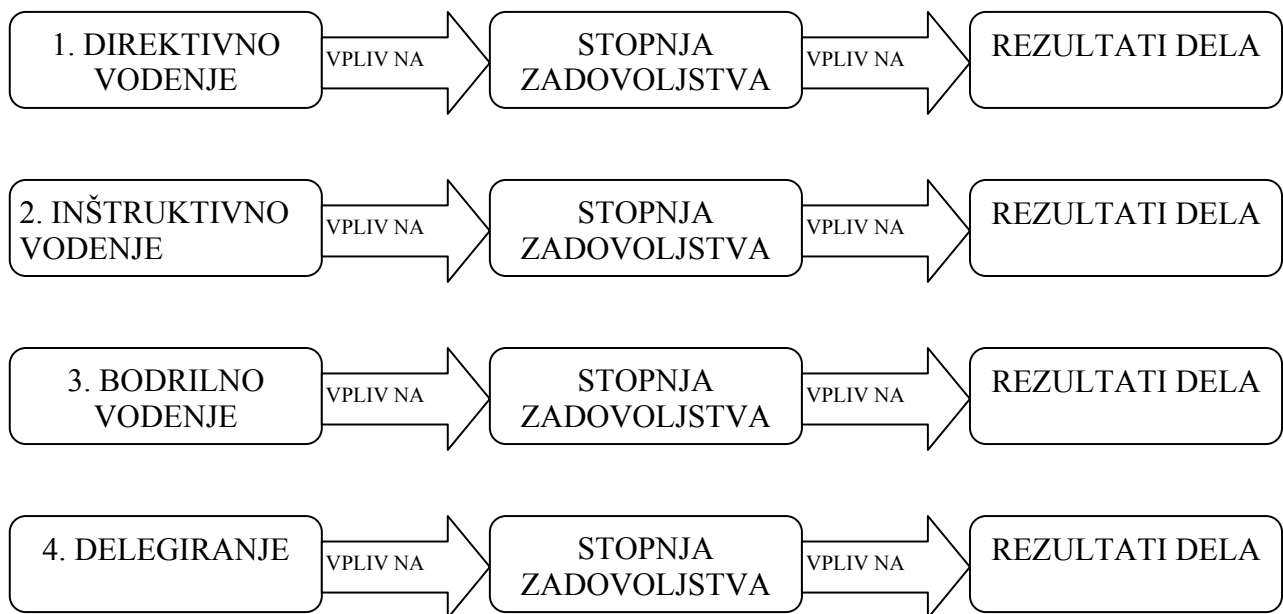 1. DIREKTIVNO
VODENJE
VPLIV NA
STOPNJA
ZADOVOLJSTVA
VPLIV NA
REZULTATI DELA
2. INŠTRUKTIVNO
VODENJE
VPLIV NA
STOPNJA
ZADOVOLJSTVA
VPLIV NA
REZULTATI DELA
3. BODRILNO
VODENJE
VPLIV NA
STOPNJA
ZADOVOLJSTVA
VPLIV NA
REZULTATI DELA
4. DELEGIRANJE
VPLIV NA
STOPNJA
ZADOVOLJSTVA
VPLIV NA
REZULTATI DELA